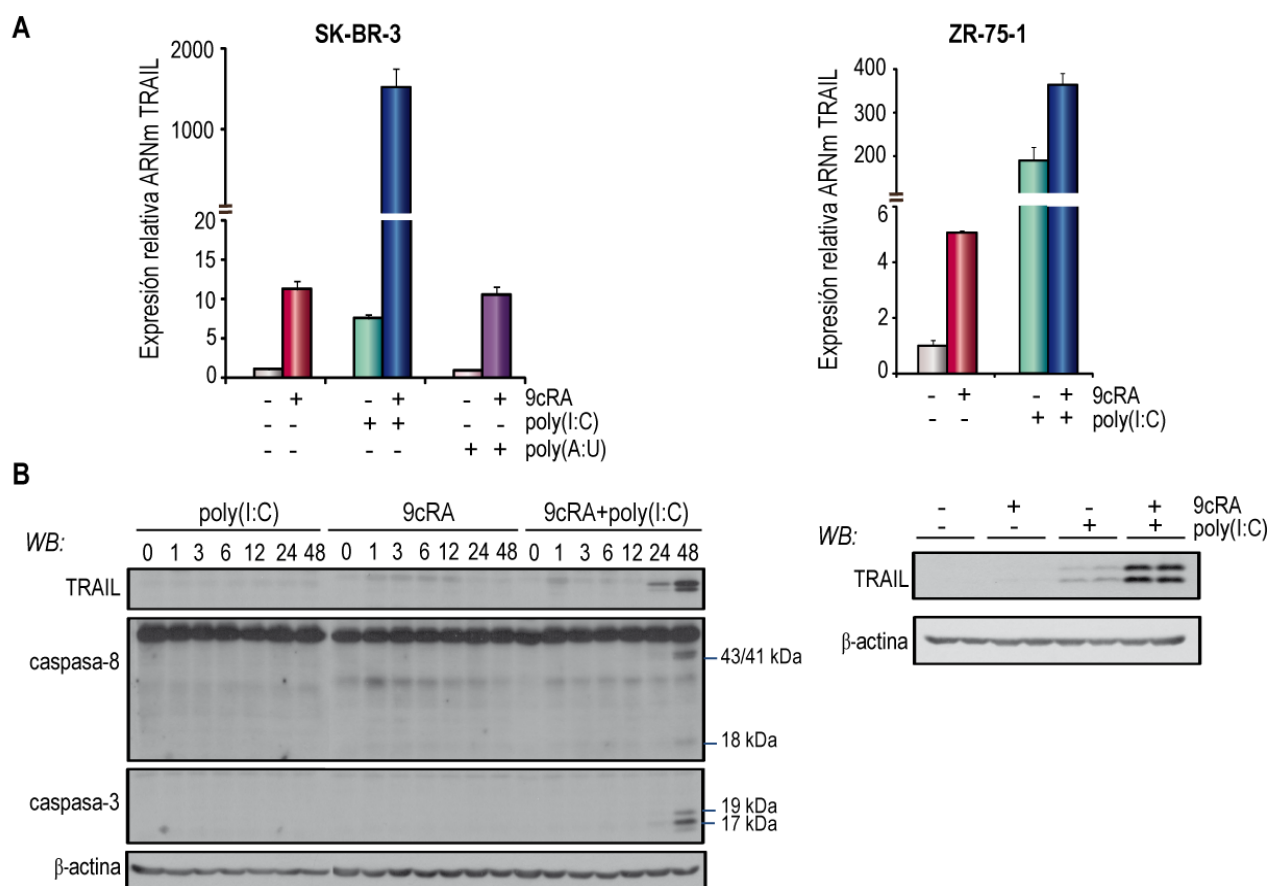 A
SK-BR-3
Expresión relativa ARNm TRAIL
2000
1000
20
15
10
5
0
- + - + - + 9cRA
- - + + - - poly(I:C)
- - - - + + poly(A:U)
ZR-75-1
Expresión relativa ARNm TRAIL
400
300
200
6
4
2
0
- + - + 9cRA
- - + + poly(I:C)
B
poly(I:C) 9cRA 9cRA+poly(I:C)
WB:
0 1 3 6 12 24 48 0 1 3 6 12 24 48 0 1 3 6 12 24 48
TRAIL
caspasa-8
43/41 kDa
18 kDa
caspasa-3
19 kDa
17 kDa
β-actina
- + - + 9cRA
- - + + poly(I:C)
WB:
TRAIL
β-actina